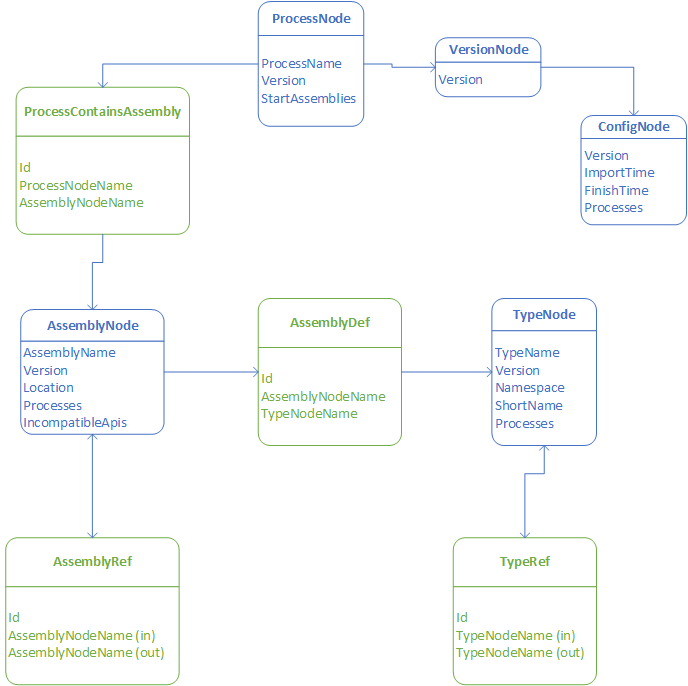 ProcessNode
ProcessName
Version
StartAssemblies
VersionNode
Version
ProcessContainsAssembly
Id
ProcessNodeName
AssemblyNodeName
ConfigNode
Version
ImportTime
FinishTime
Processes
AssemblyNode
AssemblyName
Version
Location
Processes
IncompatibleApis
AssemblyDef
Id
AssemblyNodeName
TypeNodeName
TypeNode
TypeName
Version
Namespace
ShortName
Processes
AssemblyRef
Id
AssemblyNodeName (in)
AssemblyNodeName (out)
TypeRef
Id
TypeNodeName (in)
TypeNodeName (out)